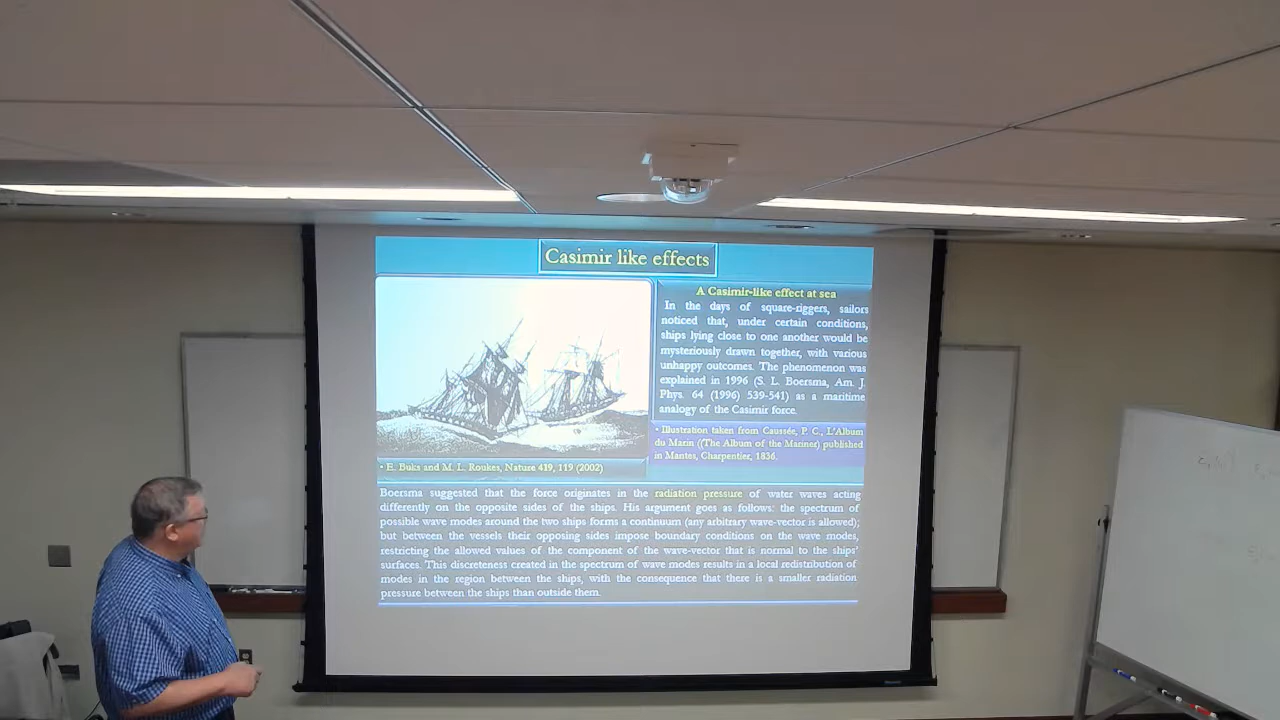 Casimir like effects
A Casimir-like effect at sea
In the days of square-riggers, sailors
noticed that, under certain conditions,
ships lying close to one another would be
mysteriously drawn together, with various
unhappy outcomes. The phenomenon was
explained in 1996 (S. L. Boersma, Am. J.
Phys. 64 (1996) 539-541) as a maritime
analogy of the Casimir force.
• Illustration taken from Caussée, P. C., L'Album
du Marin ((The Album of the Mariner) published
in Mantes, Charpentier, 1836.
• E. Buks and M. L. Roukes, Nature 419, 119 (2002)
Boersma suggested that the force originates in the radiation pressure of water waves acting
differently on the opposite sides of the ships. His argument goes as follows: the spectrum of
possible wave modes around the two ships forms a continuum (any arbitrary wave-vector is allowed);
but between the vessels their opposing sides impose boundary conditions on the wave modes,
restricting the allowed values of the component of the wave-vector that is normal to the ships'
surfaces. This discreteness created in the spectrum of wave modes results in a local redistribution of
modes in the region between the ships, with the consequence that there is a smaller radiation
pressure between the ships than outside them.